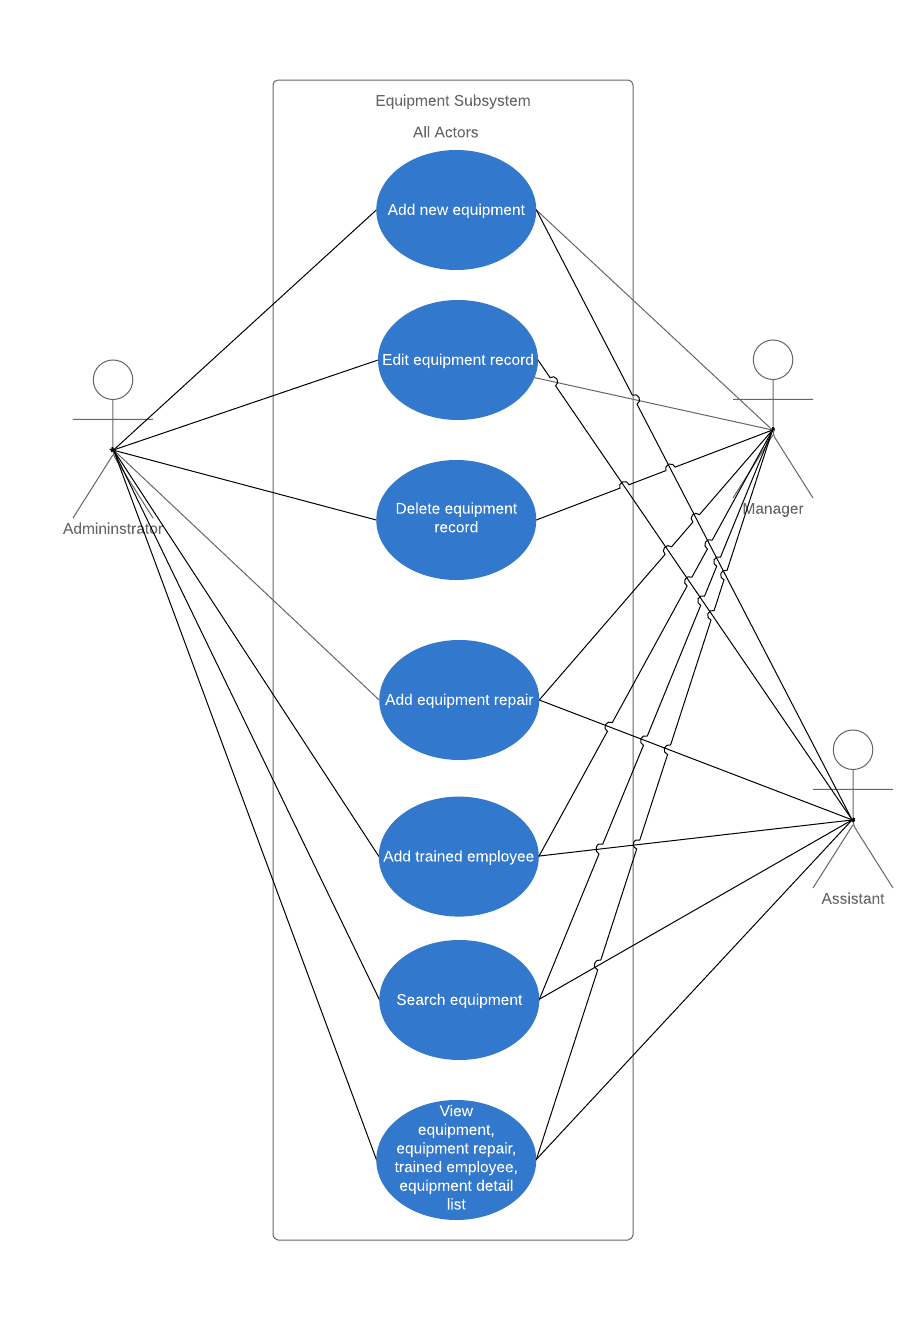 Equipment Subsystem
All Actors
Add new equipment
Edit equipment record
Delete equipment
record
Add equipment repair
Add trained employee
Search equipment
View
equipment,
equipment repair,
trained employee,
equipment detail
list
Admininstrator
Manager
Assistant